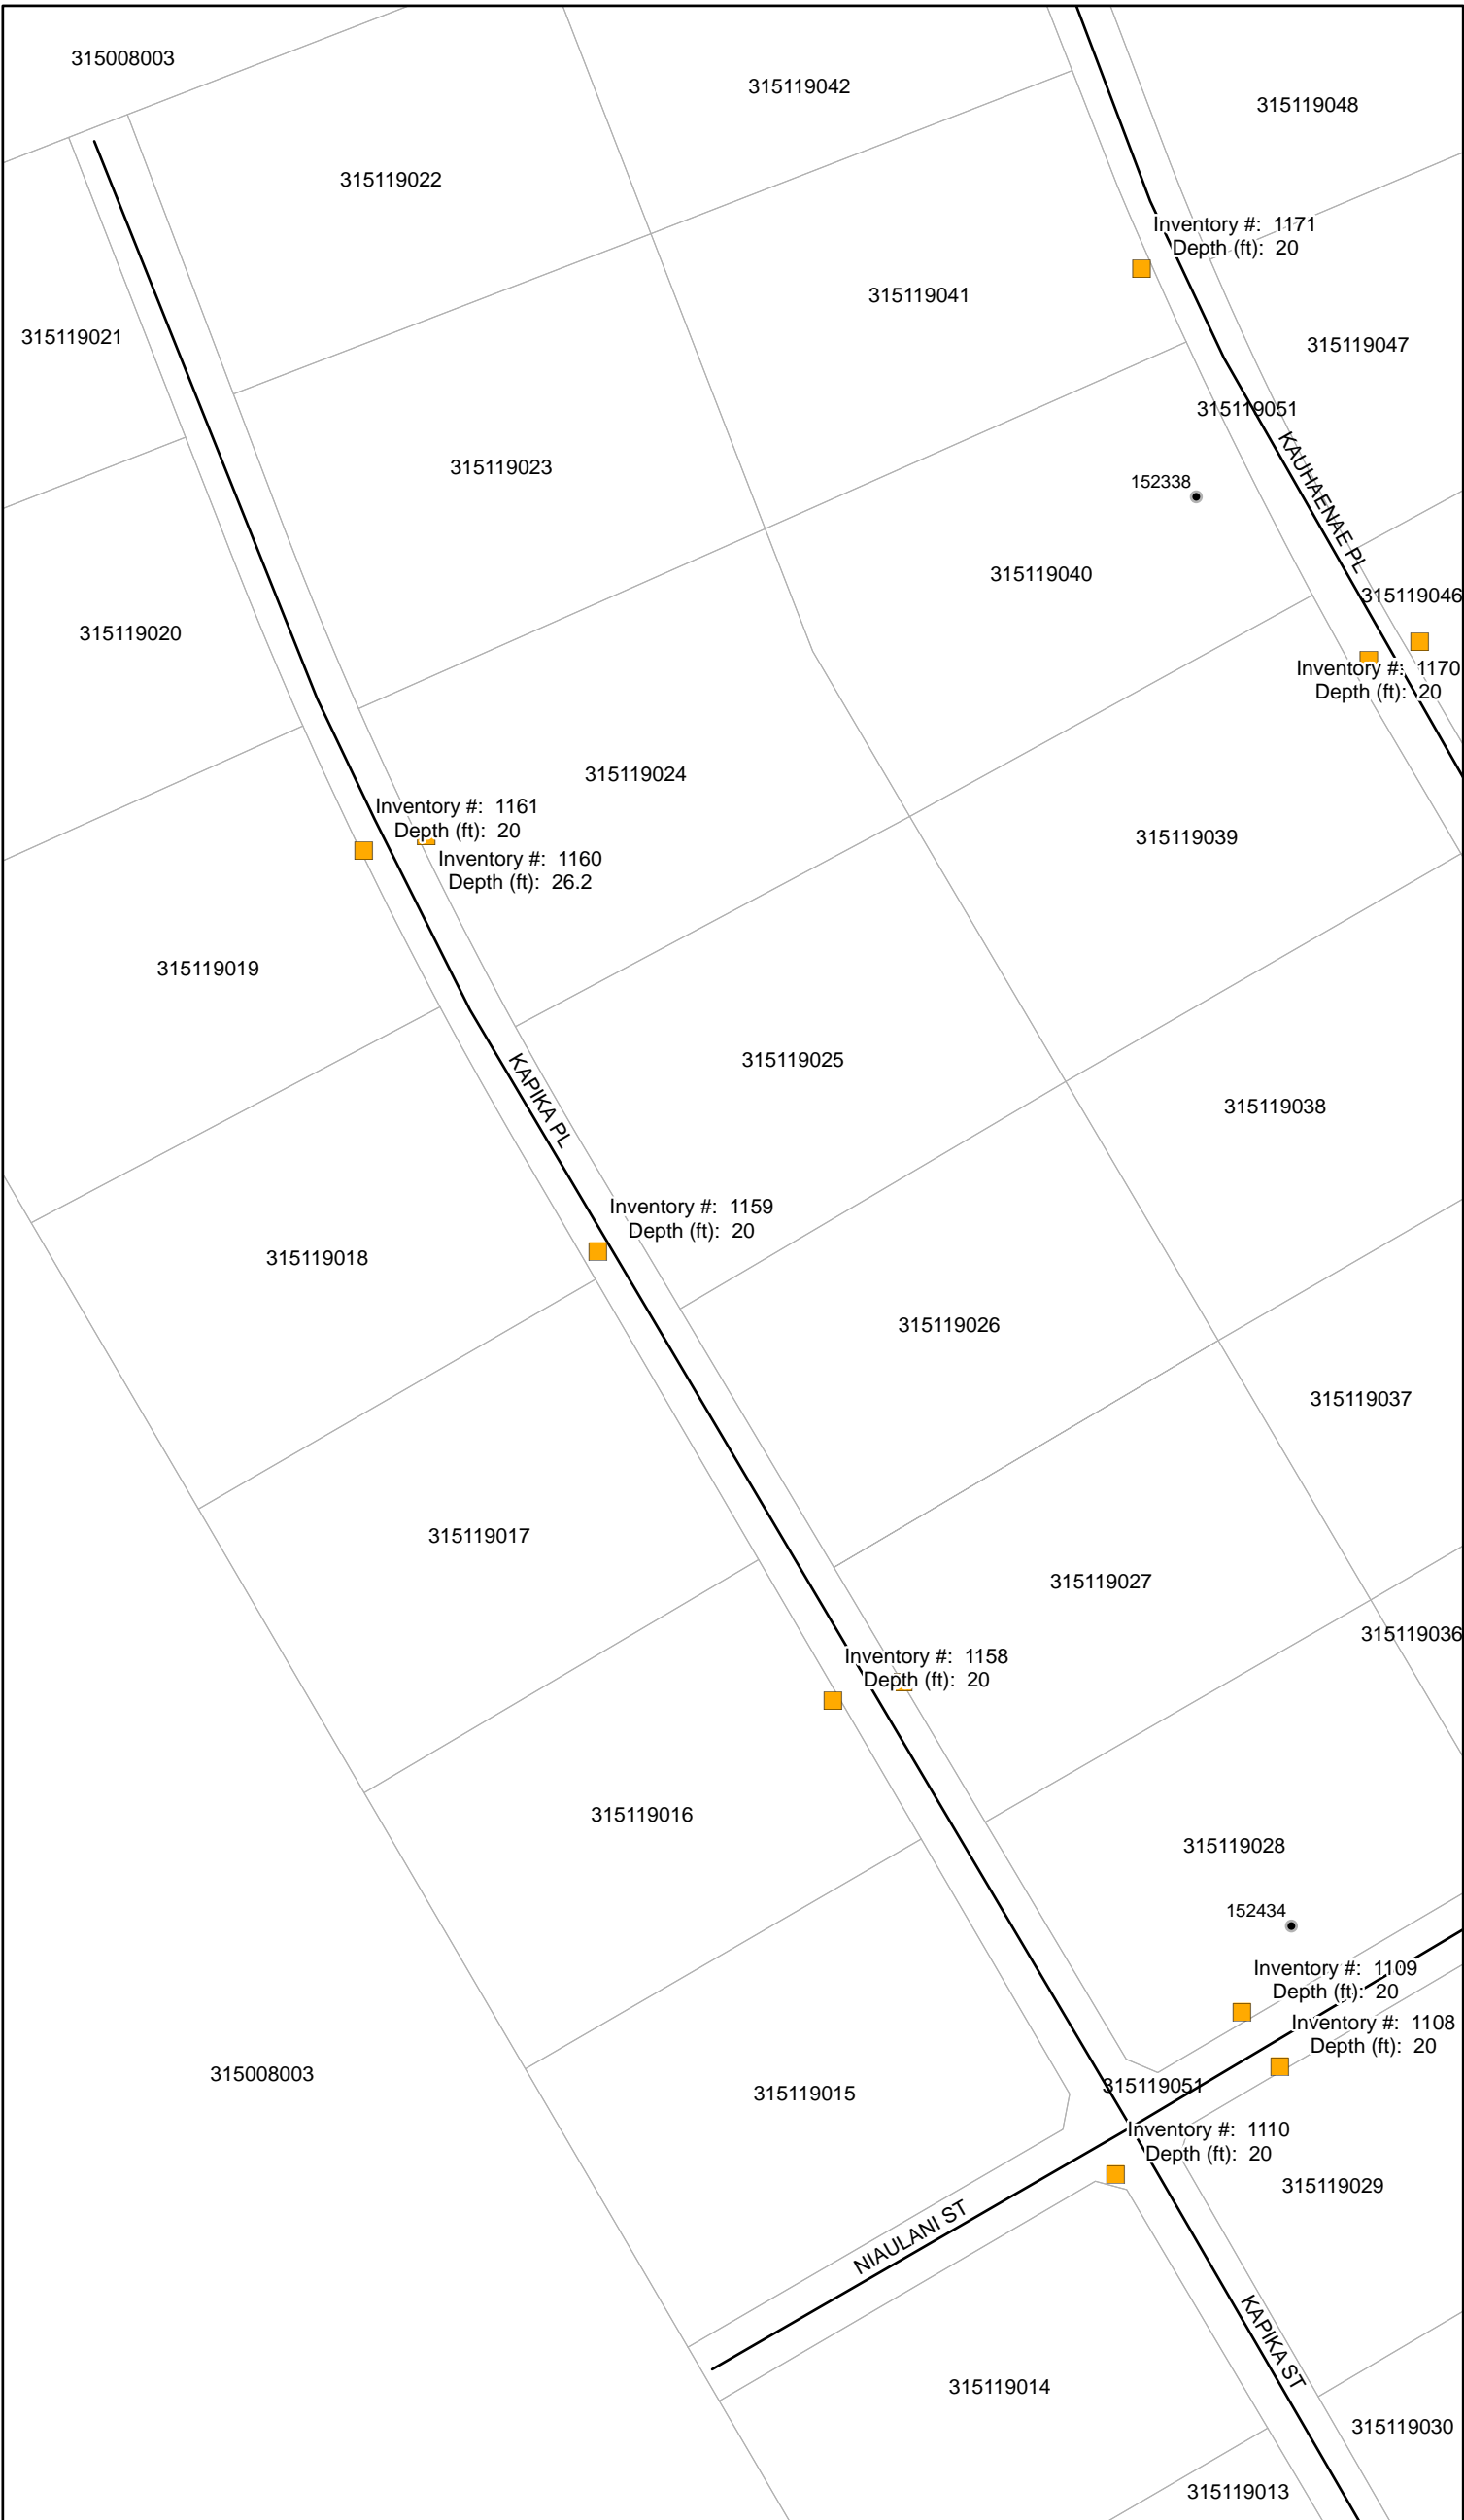 315008003
315119042
315119048
315119022
Inventory #: 1171
Depth (ft): 20
315119041
315119021
315119047
315119051
KAUHAENAE PL
315119023
152338
315119040
315119046
315119020
Inventory #: 1170
Depth (ft): 20
315119024
Inventory #: 1161
Depth (ft): 20
315119039
Inventory #: 1160
Depth (ft): 26.2
315119019
315119025
KAPIKA PL
315119038
Inventory #: 1159
Depth (ft): 20
315119018
315119026
315119037
315119017
315119027
315119036
Inventory #: 1158
Depth (ft): 20
315119016
315119028
152434
Inventory #: 1109
Depth (ft): 20
Inventory #: 1108
Depth (ft): 20
315008003
315119015
315119051
Inventory #: 1110
Depth (ft): 20
315119029
NIAULANI ST
KAPIKA ST
315119014
315119030
315119013